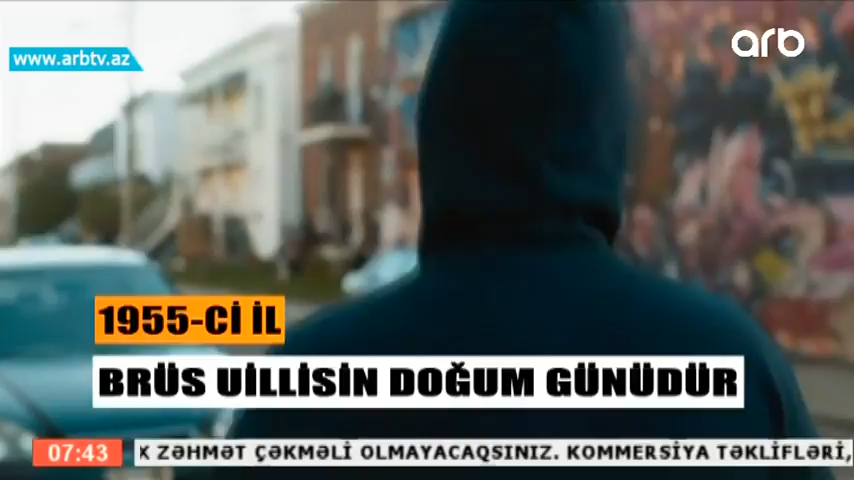 www.arbtv.az
arb
1955-Cİ İL
BRÜS UİLLİSİN DOĞUM GÜNÜDÜR
07:43
K ZƏHMƏT ÇƏKMƏLİ OLMAYACAQSINIZ. KOMMERSİYA TƏKLİFLƏRİ,